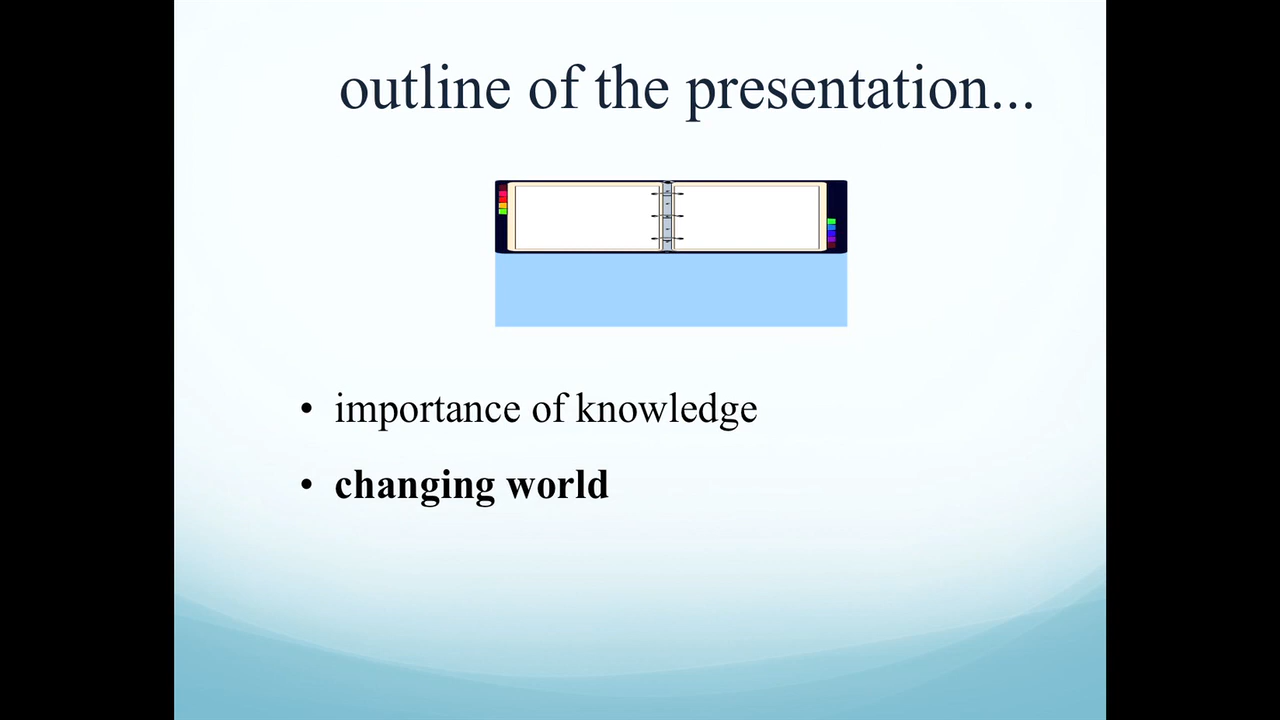 outline of the presentation...
• importance of knowledge
• changing world